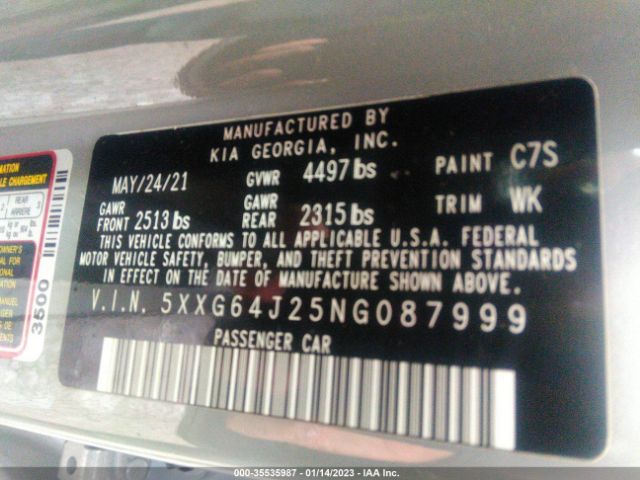 MANUFACTURED BY
KIA GEORGIA, INC.
MAY/24/21 GVWR 4497 lbs PAINT C7S
GAWR FRONT 2513 lbs GAWR REAR 2315 lbs TRIM WK
THIS VEHICLE CONFORMS TO ALL APPLICABLE U.S.A. FEDERAL
MOTOR VEHICLE SAFETY, BUMPER, AND THEFT PREVENTION STANDARDS
IN EFFECT ON THE DATE OF MANUFACTURE SHOWN ABOVE.
V.I.N. 5XXG64J25NG087999
PASSENGER CAR
CHARGEMENT
REAR
ARRIERE
3500
000-35535987 - 01/14/2023 - IAA Inc.